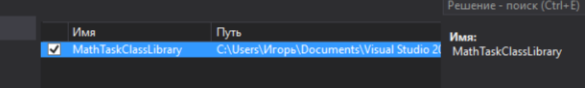 Решение - поиск (Ctrl+E)
Имя Путь
MathTaskClassLibrary C:\Users\Игорь\Documents\Visual Studio 20
Имя:
MathTaskClassLibrary